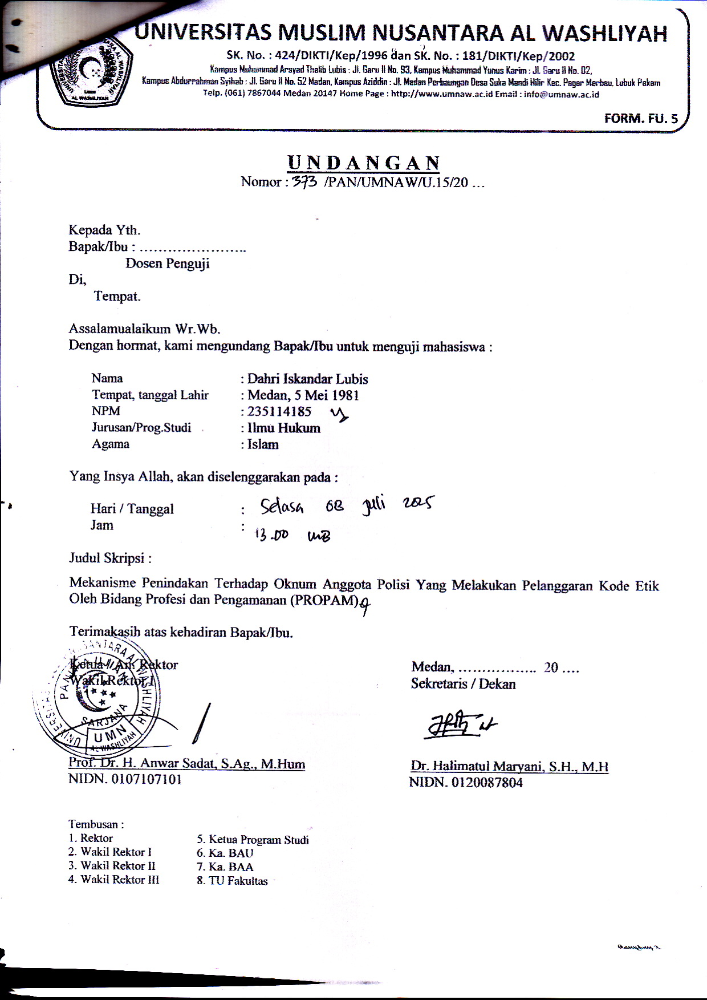 UNIVERSITAS MUSLIM NUSANTARA AL WASHLIYAH
SK. No. : 424/DIKTI/Kep/1996 dan SK. No. : 181/DIKTI/Kep/2002
Kampus Muhammad Arsyad Thalib Lubis : Jl. Garu II No. 93, Kampus Muhammad Yunus Karim : Jl. Garu II No. 02,
Kampus Abdurrahman Syihab : Jl. Garu II No. 52 Medan, Kampus Aziddin : Jl. Medan Perbaungan Desa Suka Mandi Hilir Kec. Pagar Merbau, Lubuk Pakam
Telp. (061) 7867044 Medan 20147 Home Page : http://www.umnaw.ac.id Email : info@umnaw.ac.id
FORM. FU. 5
UNDANGAN
Nomor : 373 /PAN/UMNAW/U.15/20 ...
Kepada Yth.
Bapak/Ibu : .......................
Dosen Penguji
Di,
Tempat.
Assalamualaikum Wr.Wb.
Dengan hormat, kami mengundang Bapak/Ibu untuk menguji mahasiswa :
Nama : Dahri Iskandar Lubis
Tempat, tanggal Lahir : Medan, 5 Mei 1981
NPM : 235114185
Jurusan/Prog.Studi : Ilmu Hukum
Agama : Islam
Yang Insya Allah, akan diselenggarakan pada :
Hari / Tanggal : Selasa 08 Juli 2025
Jam : 13.00 WIB
Judul Skripsi :
Mekanisme Penindakan Terhadap Oknum Anggota Polisi Yang Melakukan Pelanggaran Kode Etik
Oleh Bidang Profesi dan Pengamanan (PROPAM)
Terimakasih atas kehadiran Bapak/Ibu.
Ketua / An. Rektor
Wakil Rektor I
UNIVERSITAS MUSLIM NUSANTARA AL WASHLIYAH
PANITIA UJIAN
SARJANA
UMN
AL WASHLIYAH
Prof. Dr. H. Anwar Sadat, S.Ag., M.Hum
NIDN. 0107107101
Medan, ................. 20 ....
Sekretaris / Dekan
Dr. Halimatul Maryani, S.H., M.H
NIDN. 0120087804
Tembusan :
1. Rektor
2. Wakil Rektor I
3. Wakil Rektor II
4. Wakil Rektor III
5. Ketua Program Studi
6. Ka. BAU
7. Ka. BAA
8. TU Fakultas